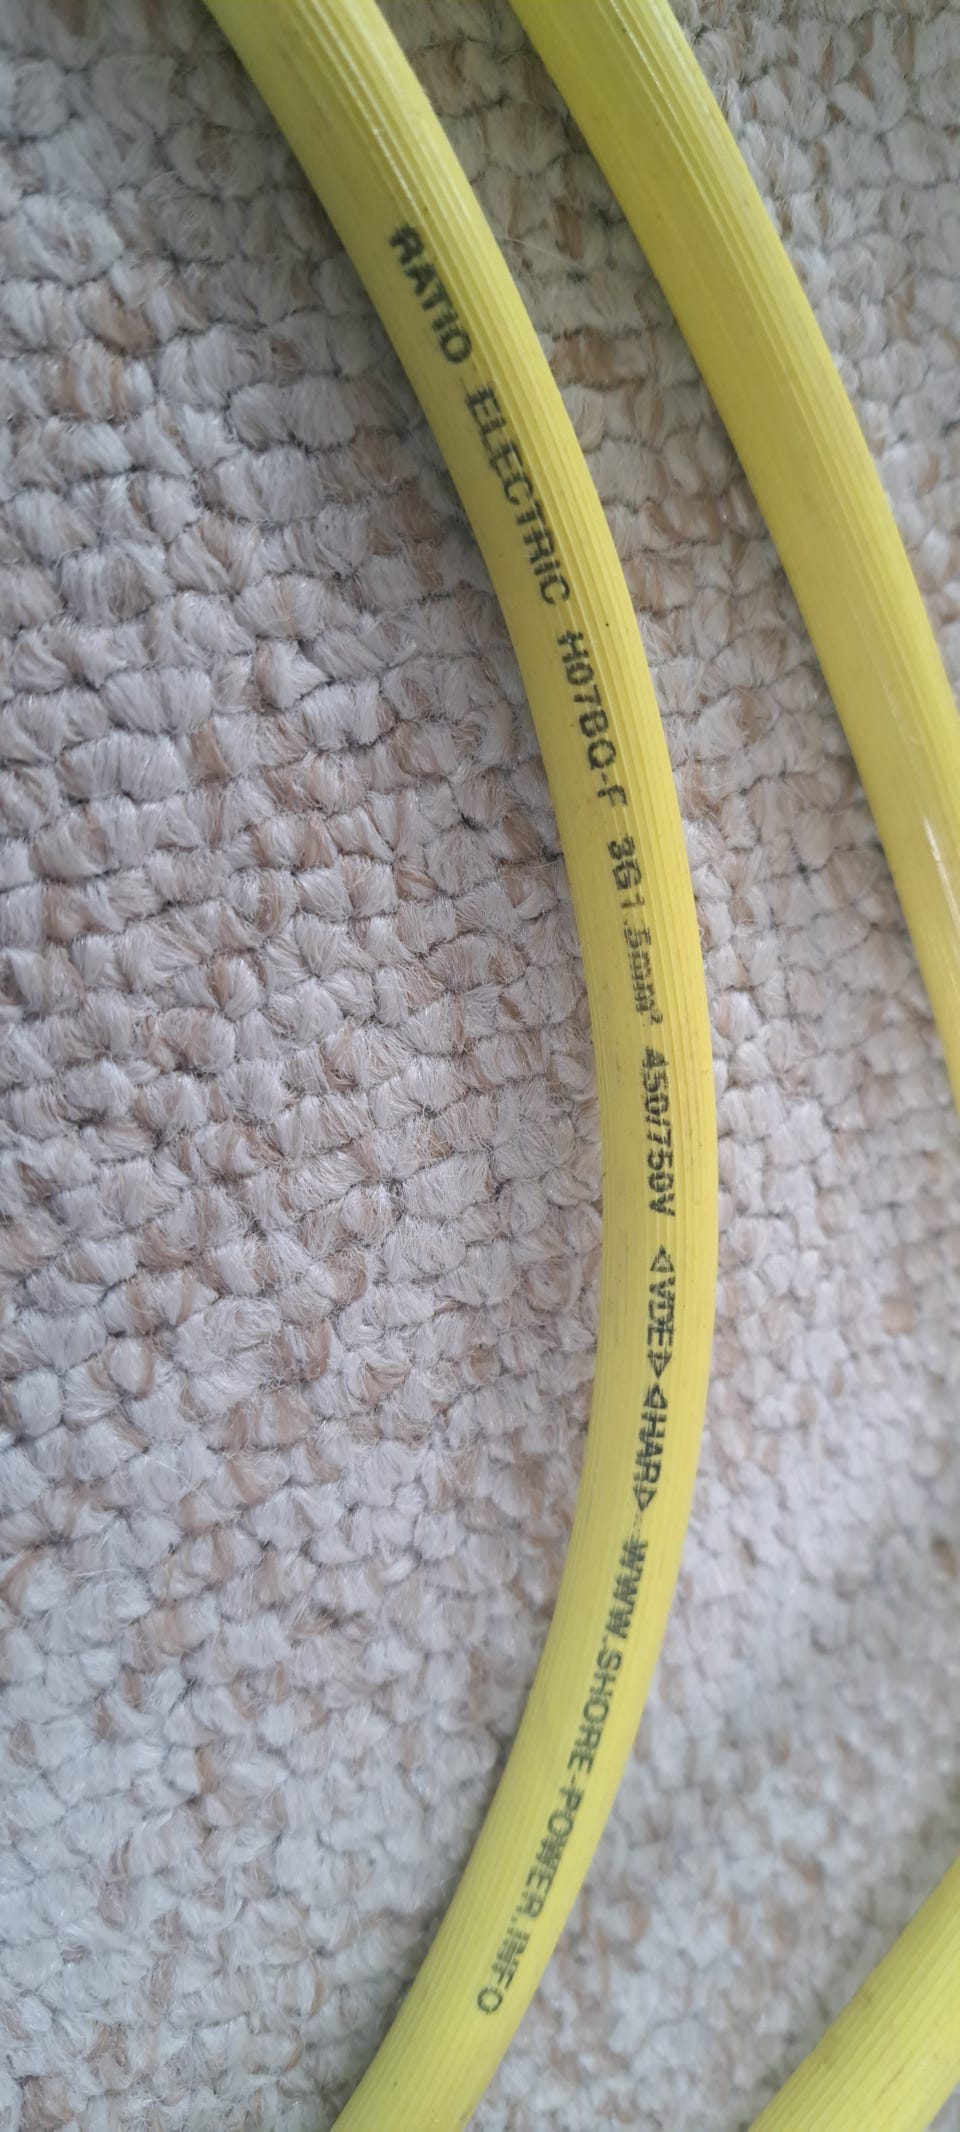 RATIO ELECTRIC H07BQ-F 3G1.5mm² 450/750V ◁VDE▷ ◁HAR▷ WWW.SHORE-POWER.INFO